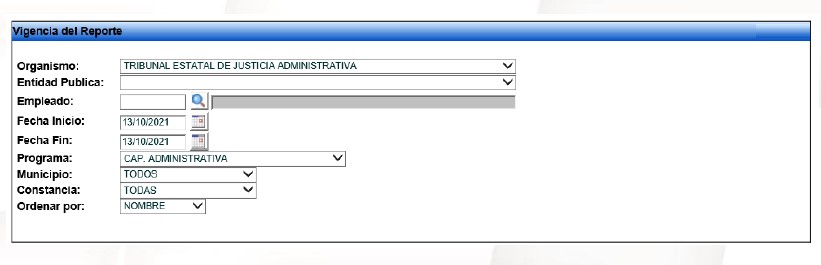 Vigencia del Reporte
Organismo: TRIBUNAL ESTATAL DE JUSTICIA ADMINISTRATIVA
Entidad Publica:
Empleado:
Fecha Inicio: 13/10/2021
Fecha Fin: 13/10/2021
Programa: CAP. ADMINISTRATIVA
Municipio: TODOS
Constancia: TODAS
Ordenar por: NOMBRE